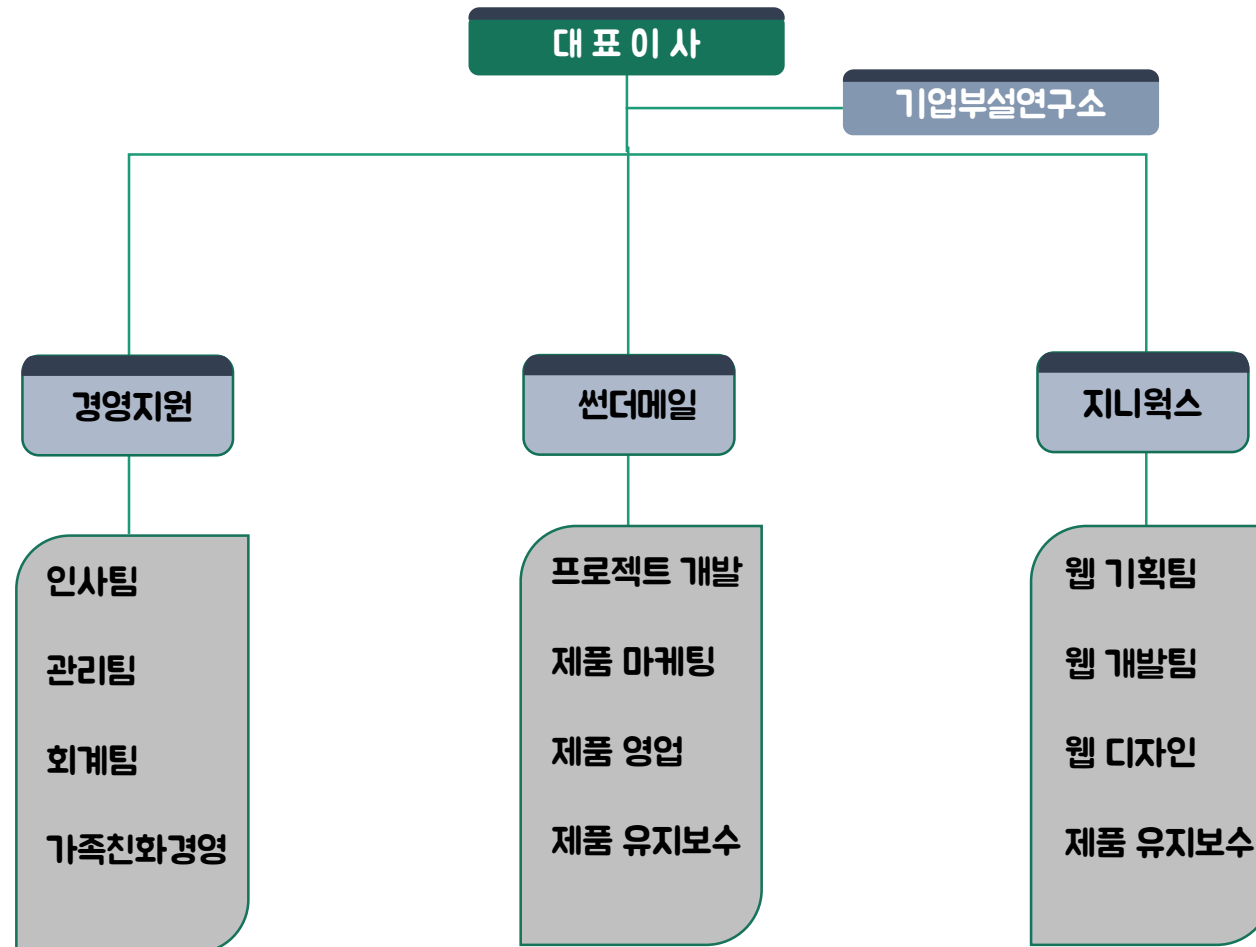 대 표 이 사
기업부설연구소
경영지원
인사팀
관리팀
회계팀
가족친화경영
썬더메일
프로젝트 개발
제품 마케팅
제품 영업
제품 유지보수
지니웍스
웹 기획팀
웹 개발팀
웹 디자인
제품 유지보수